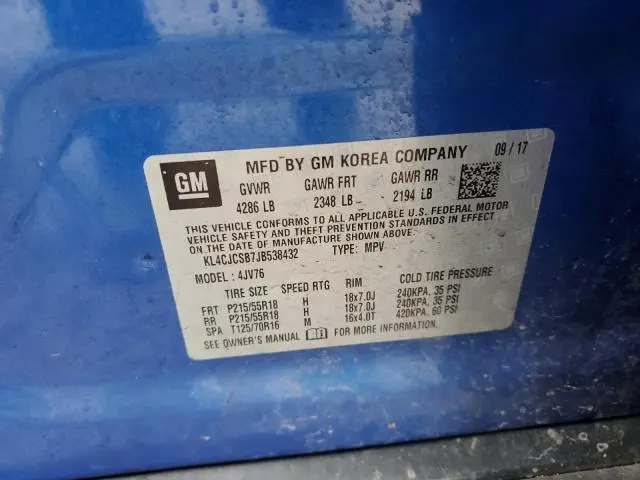 GM
MFD BY GM KOREA COMPANY 09/17
GVWR GAWR FRT GAWR RR
4286 LB 2348 LB 2194 LB
THIS VEHICLE CONFORMS TO ALL APPLICABLE U.S. FEDERAL MOTOR
VEHICLE SAFETY AND THEFT PREVENTION STANDARDS IN EFFECT
ON THE DATE OF MANUFACTURE SHOWN ABOVE.
KL4CJCSB7JB538432 TYPE: MPV
MODEL: 4JV76
TIRE SIZE SPEED RTG RIM COLD TIRE PRESSURE
FRT P215/55R18 H 18x7.0J 240KPA, 35 PSI
RR P215/55R18 H 18x7.0J 240KPA, 35 PSI
SPA T125/70R16 M 16x4.0T 420KPA, 60 PSI
SEE OWNER'S MANUAL FOR MORE INFORMATION.